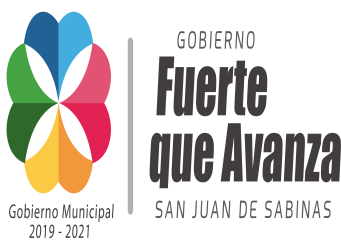 Gobierno Municipal
2019 - 2021
GOBIERNO
Fuerte
que Avanza
SAN JUAN DE SABINAS